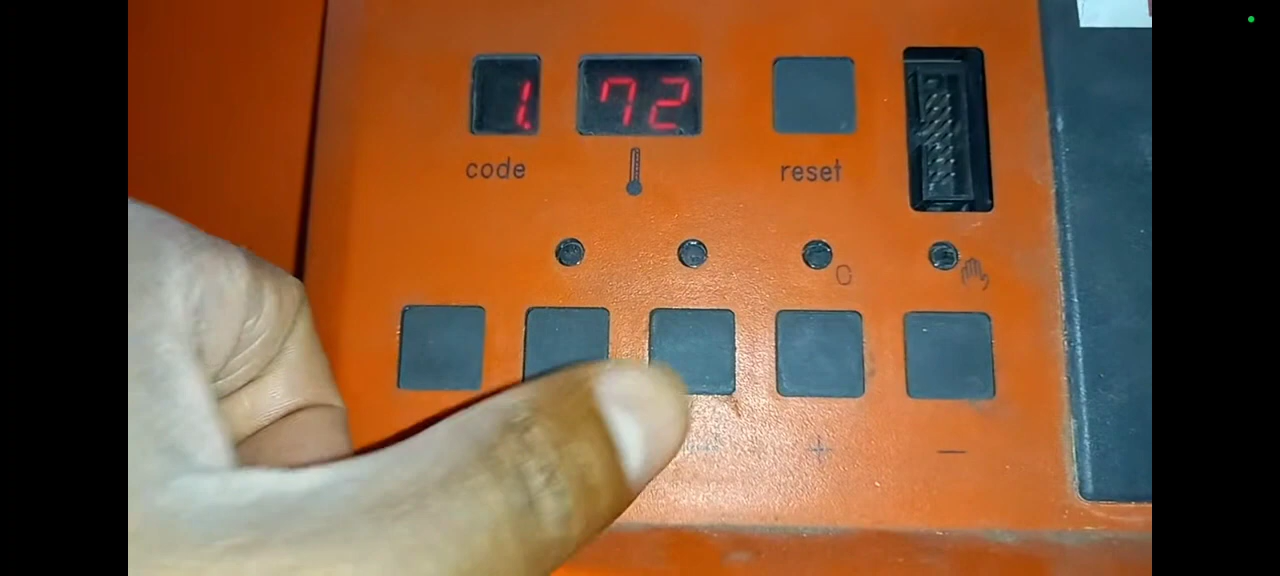 1. 72
code
reset
+ −